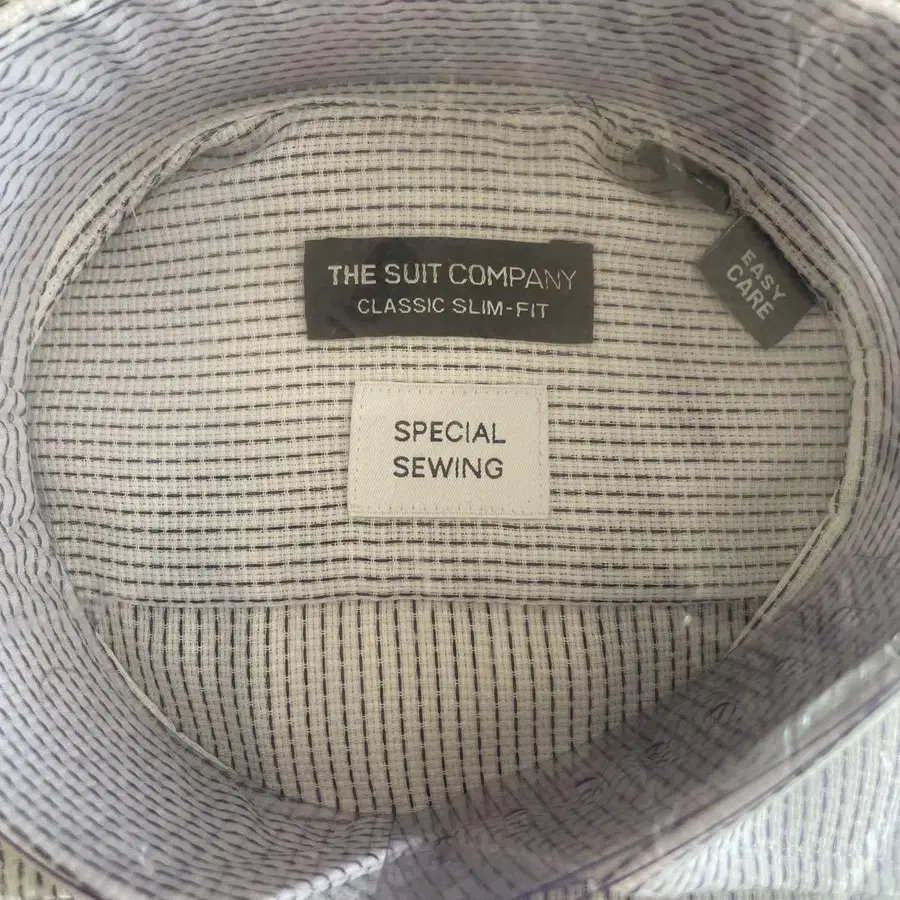 THE SUIT COMPANY
CLASSIC SLIM-FIT
EASY
CARE
SPECIAL
SEWING